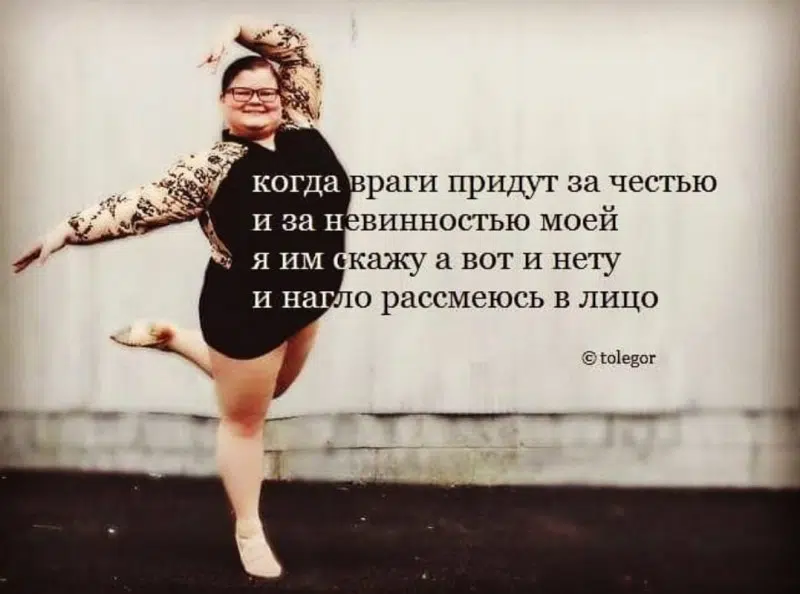 когда враги придут за честью
и за невинностью моей
я им скажу а вот и нету
и нагло рассмеюсь в лицо
© tolegor